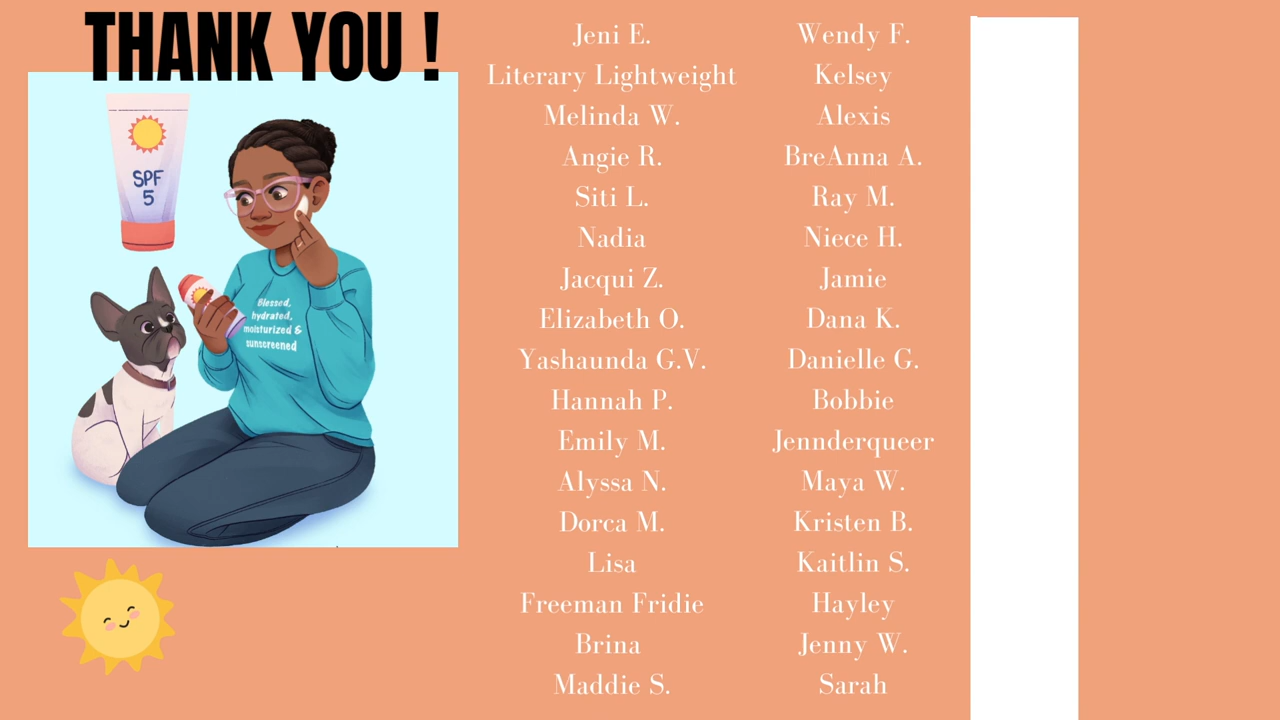 THANK YOU !
SPF
5
Blessed,
hydrated,
moisturized &
sunscreened
Jeni E.
Literary Lightweight
Melinda W.
Angie R.
Siti L.
Nadia
Jacqui Z.
Elizabeth O.
Yashaunda G.V.
Hannah P.
Emily M.
Alyssa N.
Dorca M.
Lisa
Freeman Fridie
Brina
Maddie S.
Wendy F.
Kelsey
Alexis
BreAnna A.
Ray M.
Niece H.
Jamie
Dana K.
Danielle G.
Bobbie
Jennderqueer
Maya W.
Kristen B.
Kaitlin S.
Hayley
Jenny W.
Sarah